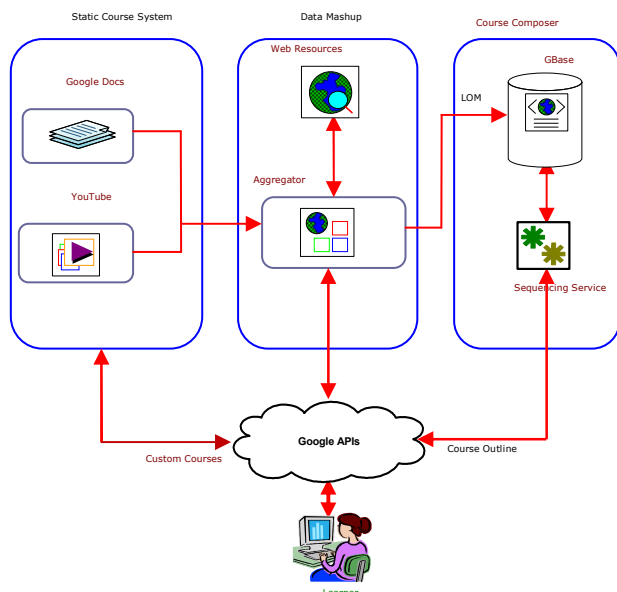 Static Course System
Data Mashup
Course Composer
Google Docs
Web Resources
GBase
LOM
YouTube
Aggregator
Sequencing Service
Google APIs
Custom Courses
Course Outline
Learner